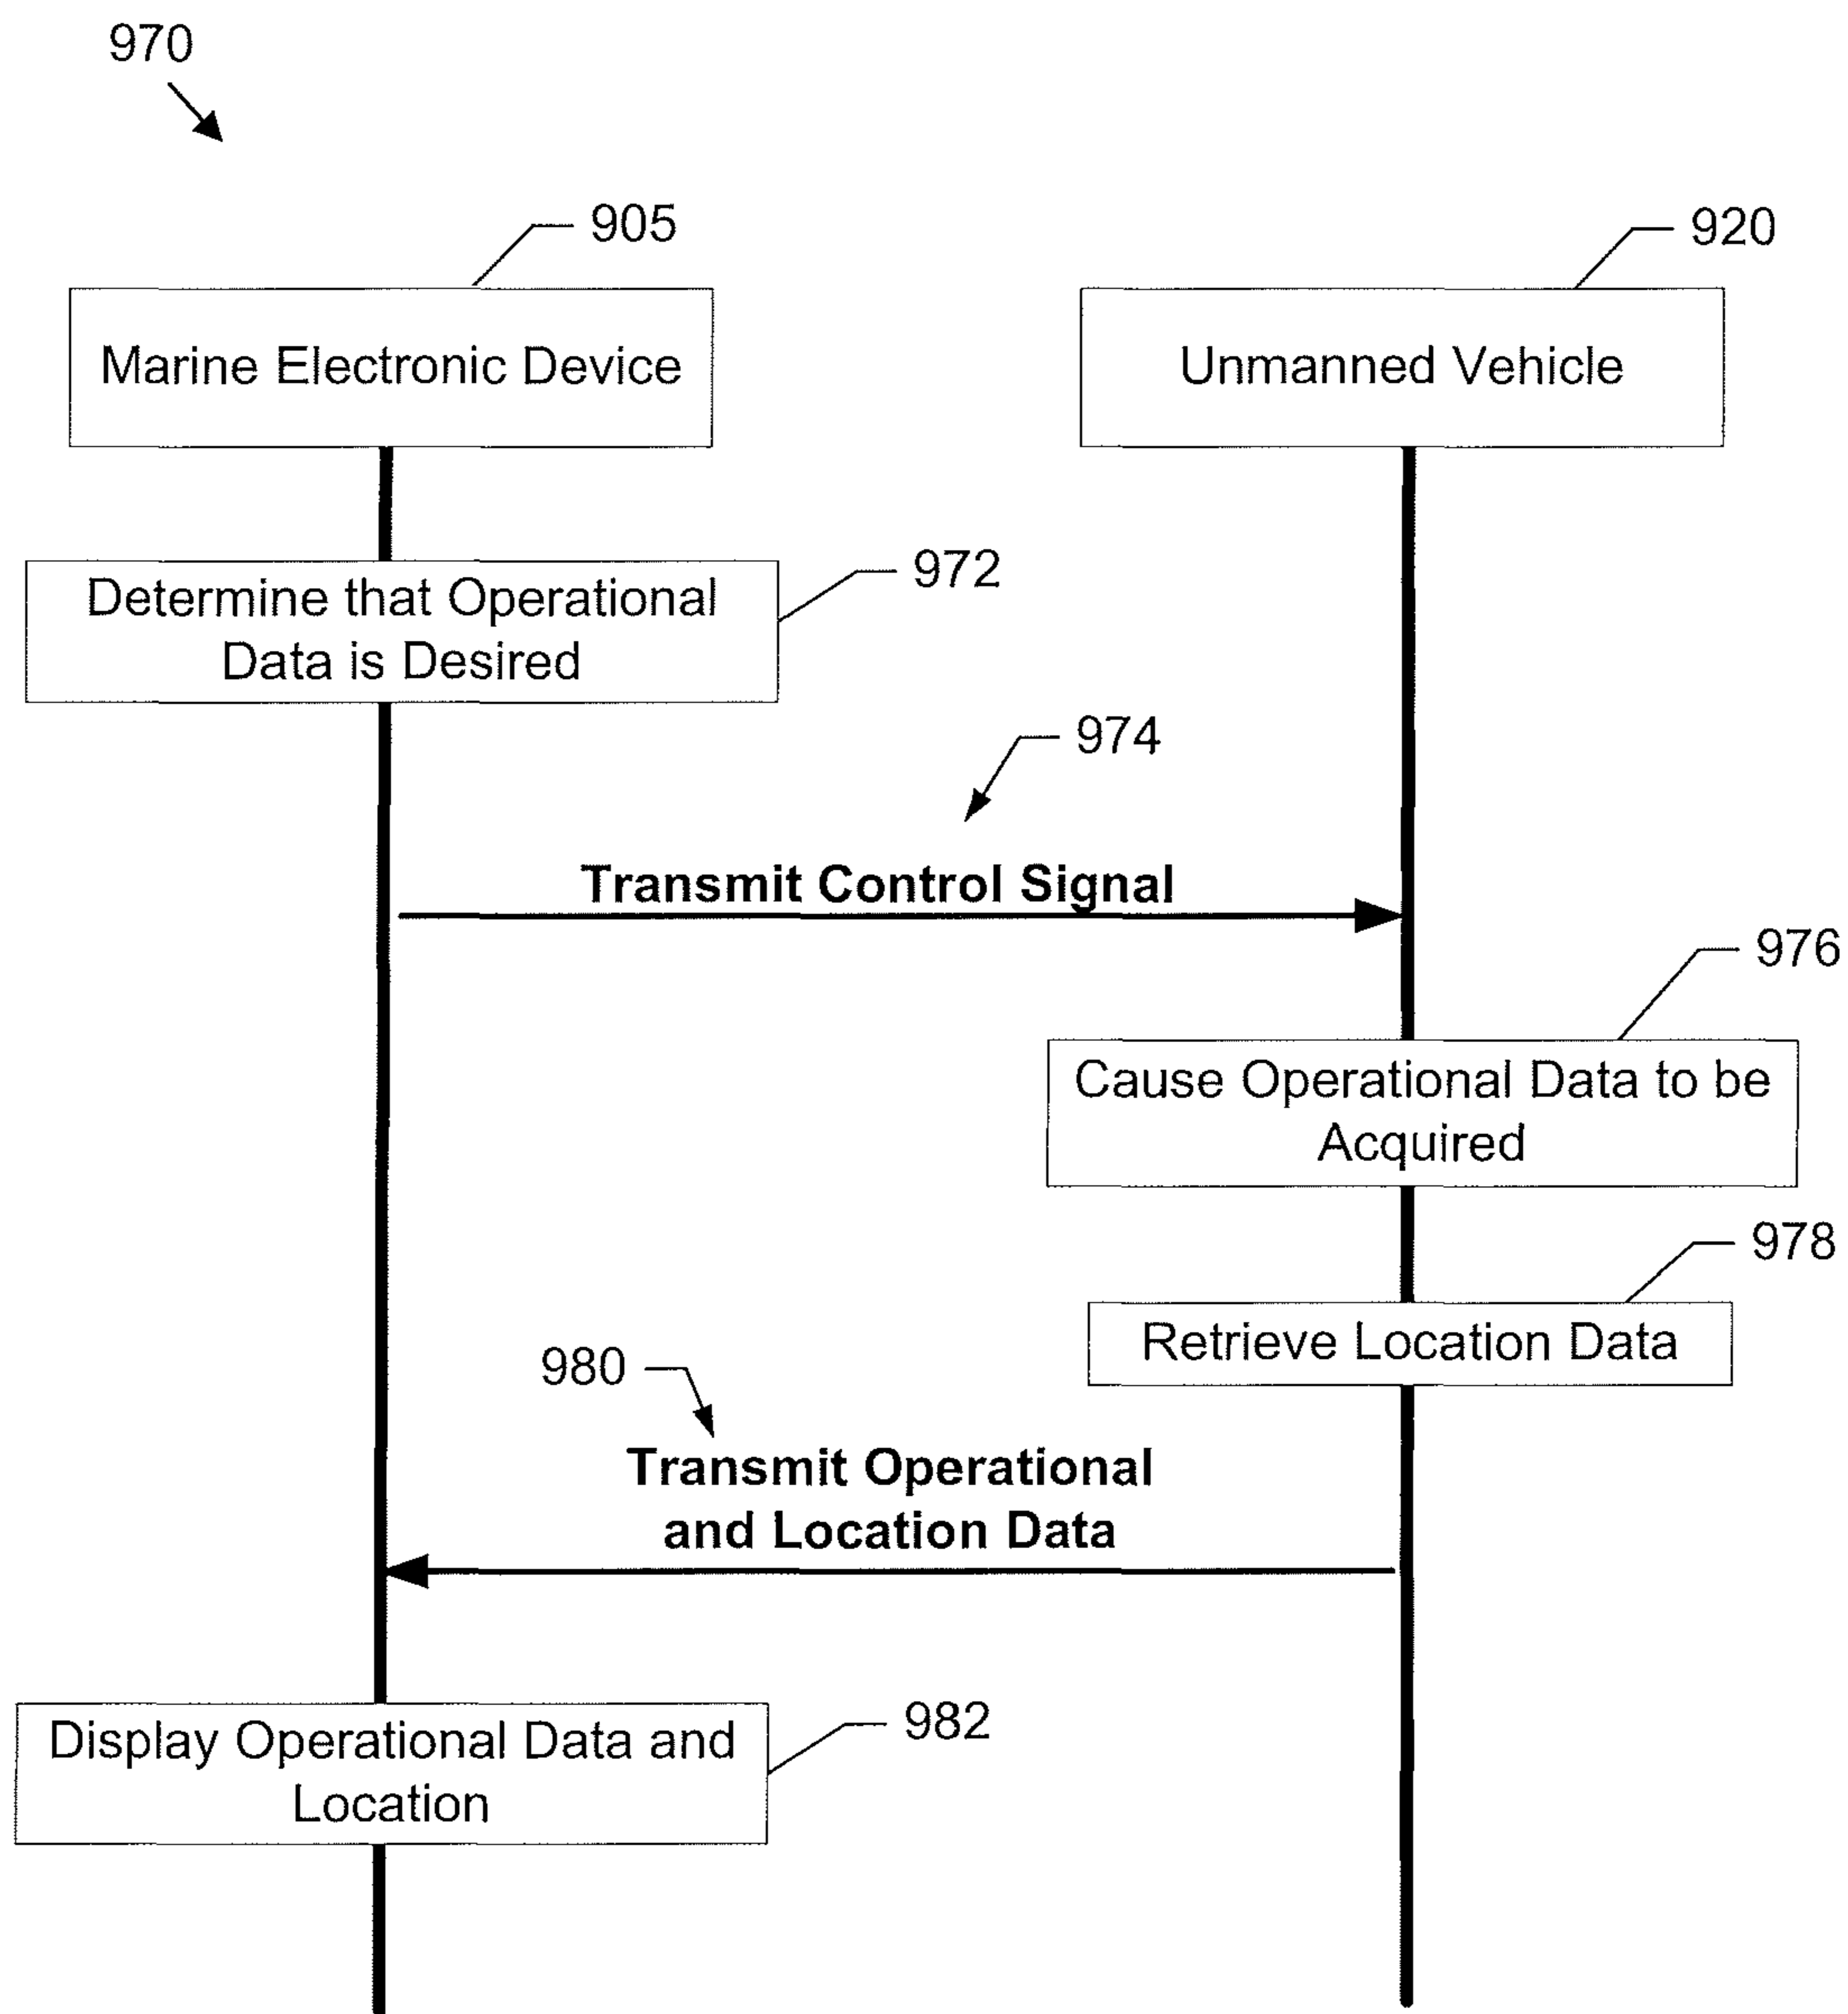 970
905
920
Marine Electronic Device
Unmanned Vehicle
972
Determine that Operational
Data is Desired
974
Transmit Control Signal
976
Cause Operational Data to be
Acquired
978
Retrieve Location Data
980
Transmit Operational
and Location Data
982
Display Operational Data and
Location